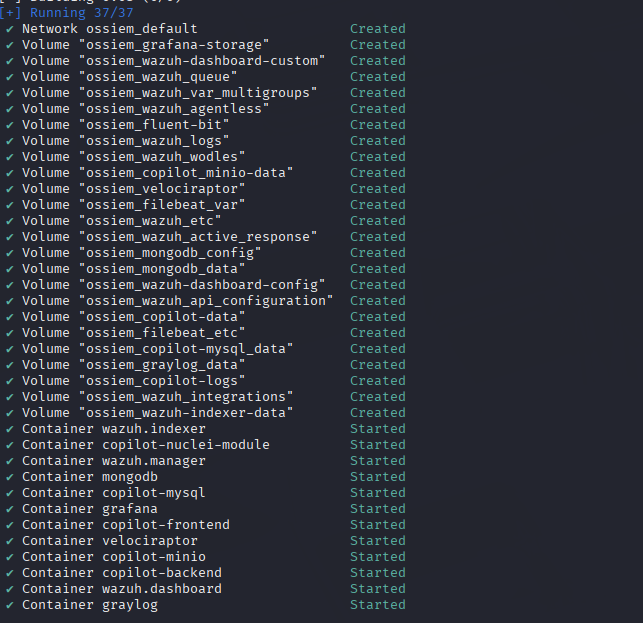 [+] Running 37/37
✔ Network ossiem_default Created
✔ Volume "ossiem_grafana-storage" Created
✔ Volume "ossiem_wazuh-dashboard-custom" Created
✔ Volume "ossiem_wazuh_queue" Created
✔ Volume "ossiem_wazuh_var_multigroups" Created
✔ Volume "ossiem_wazuh_agentless" Created
✔ Volume "ossiem_fluent-bit" Created
✔ Volume "ossiem_wazuh_logs" Created
✔ Volume "ossiem_wazuh_wodles" Created
✔ Volume "ossiem_copilot_minio-data" Created
✔ Volume "ossiem_velociraptor" Created
✔ Volume "ossiem_filebeat_var" Created
✔ Volume "ossiem_wazuh_etc" Created
✔ Volume "ossiem_wazuh_active_response" Created
✔ Volume "ossiem_mongodb_config" Created
✔ Volume "ossiem_mongodb_data" Created
✔ Volume "ossiem_wazuh-dashboard-config" Created
✔ Volume "ossiem_wazuh_api_configuration" Created
✔ Volume "ossiem_copilot-data" Created
✔ Volume "ossiem_filebeat_etc" Created
✔ Volume "ossiem_copilot-mysql_data" Created
✔ Volume "ossiem_graylog_data" Created
✔ Volume "ossiem_copilot-logs" Created
✔ Volume "ossiem_wazuh_integrations" Created
✔ Volume "ossiem_wazuh-indexer-data" Created
✔ Container wazuh.indexer Started
✔ Container copilot-nuclei-module Started
✔ Container wazuh.manager Started
✔ Container mongodb Started
✔ Container copilot-mysql Started
✔ Container grafana Started
✔ Container copilot-frontend Started
✔ Container velociraptor Started
✔ Container copilot-minio Started
✔ Container copilot-backend Started
✔ Container wazuh.dashboard Started
✔ Container graylog Started